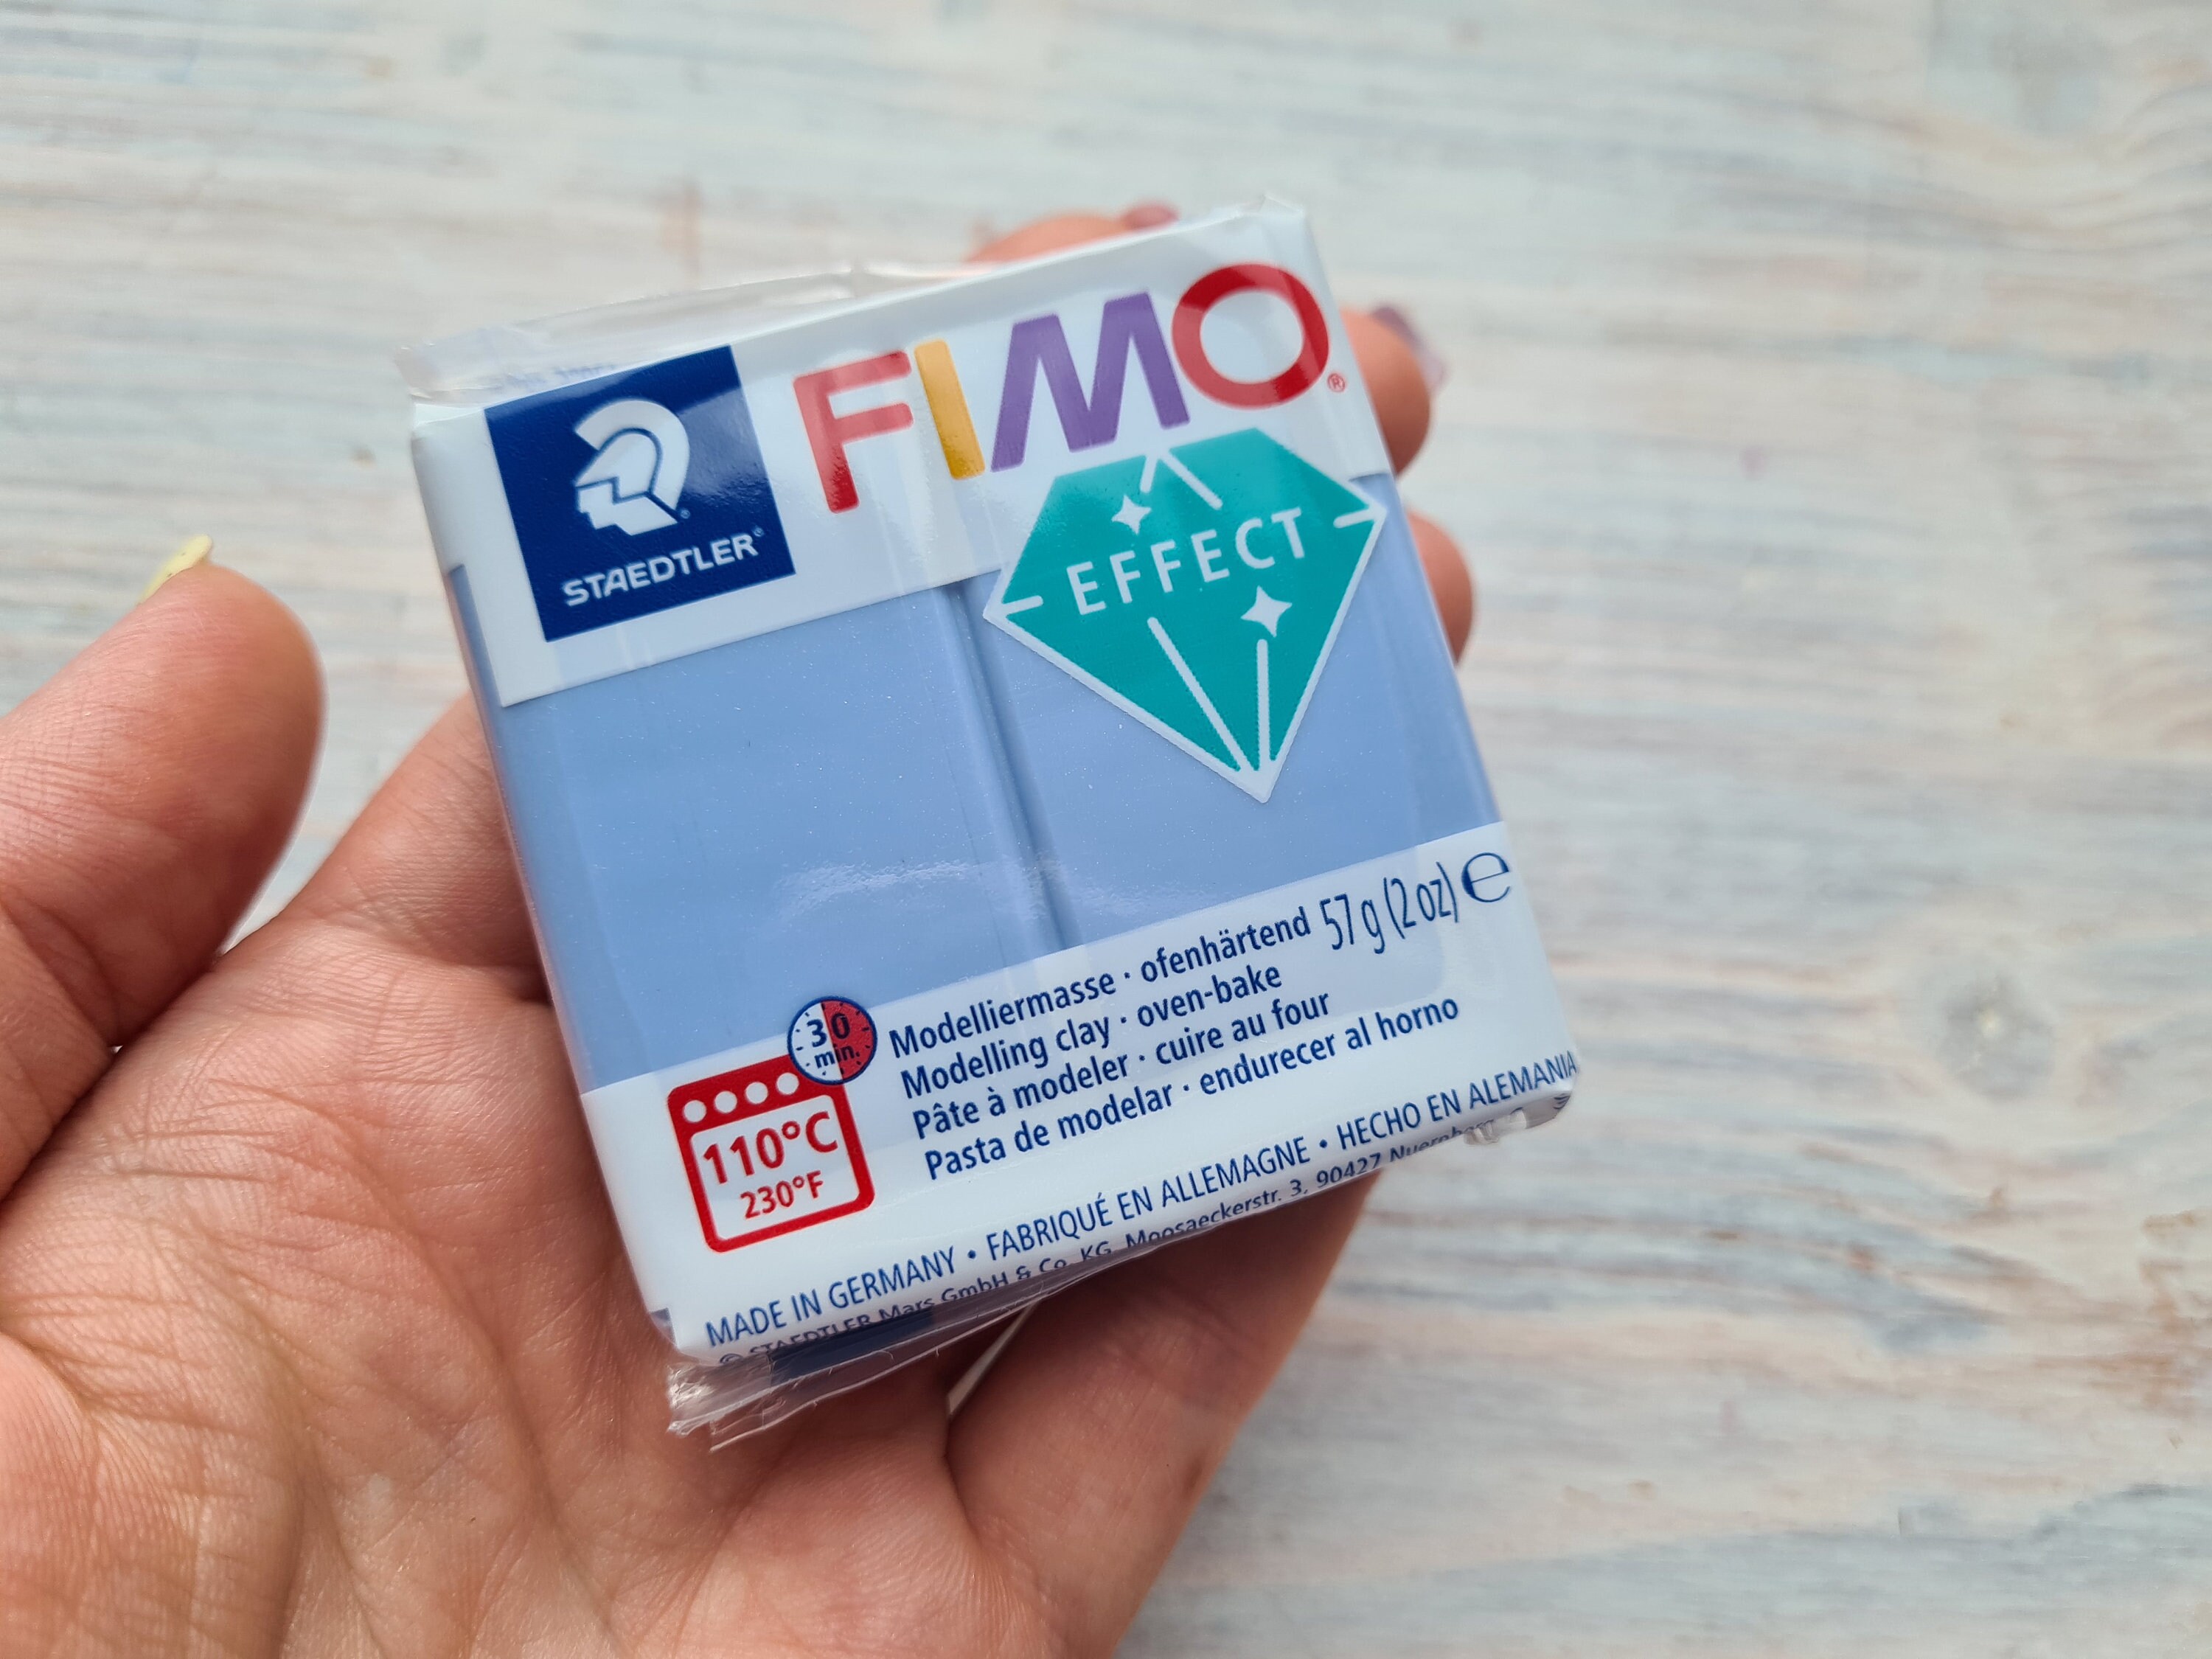 STAEDTLER®
FIMO®
EFFECT
Modelliermasse · ofenhärtend 57 g (2 oz) ℮
Modelling clay · oven-bake
Pâte à modeler · cuire au four
Pasta de modelar · endurecer al horno
30
min.
110°C
230°F
MADE IN GERMANY • FABRIQUÉ EN ALLEMAGNE • HECHO EN ALEMANIA
© STAEDTLER Mars GmbH & Co. KG, Moosaeckerstr. 3, 90427 Nuernberg